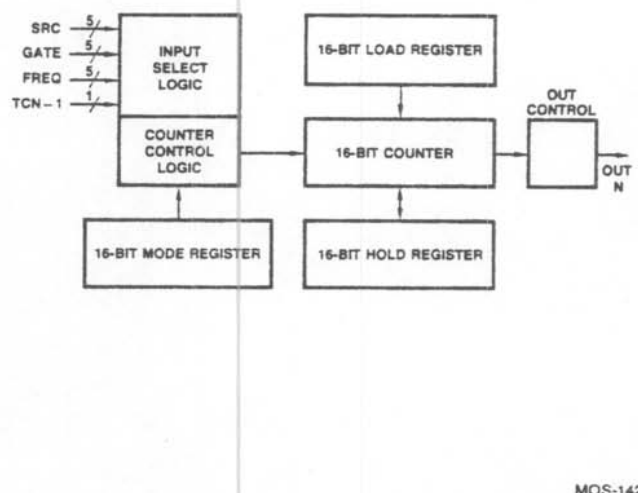 SRC 5
GATE 5
FREQ 5
TCN-1 1
INPUT
SELECT
LOGIC
COUNTER
CONTROL
LOGIC
16-BIT MODE REGISTER
16-BIT LOAD REGISTER
16-BIT COUNTER
16-BIT HOLD REGISTER
OUT
CONTROL
OUT
N